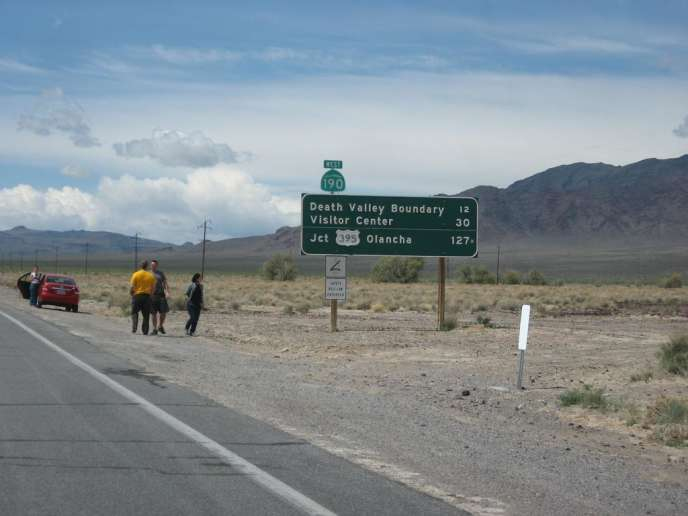 WEST
190
Death Valley Boundary 12
Visitor Center 30
Jct 395 Olancha 127